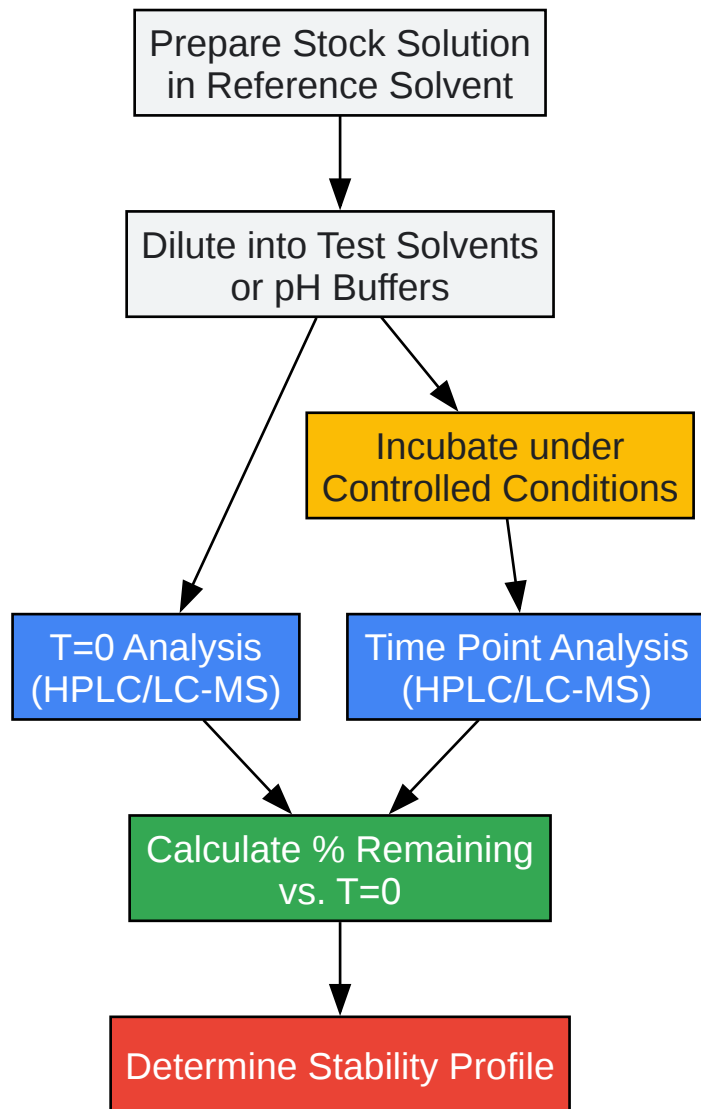 Prepare Stock Solution
in Reference Solvent
Dilute into Test Solvents
or pH Buffers
Incubate under
Controlled Conditions
T=0 Analysis
(HPLC/LC-MS)
Time Point Analysis
(HPLC/LC-MS)
Calculate % Remaining
vs. T=0
Determine Stability Profile